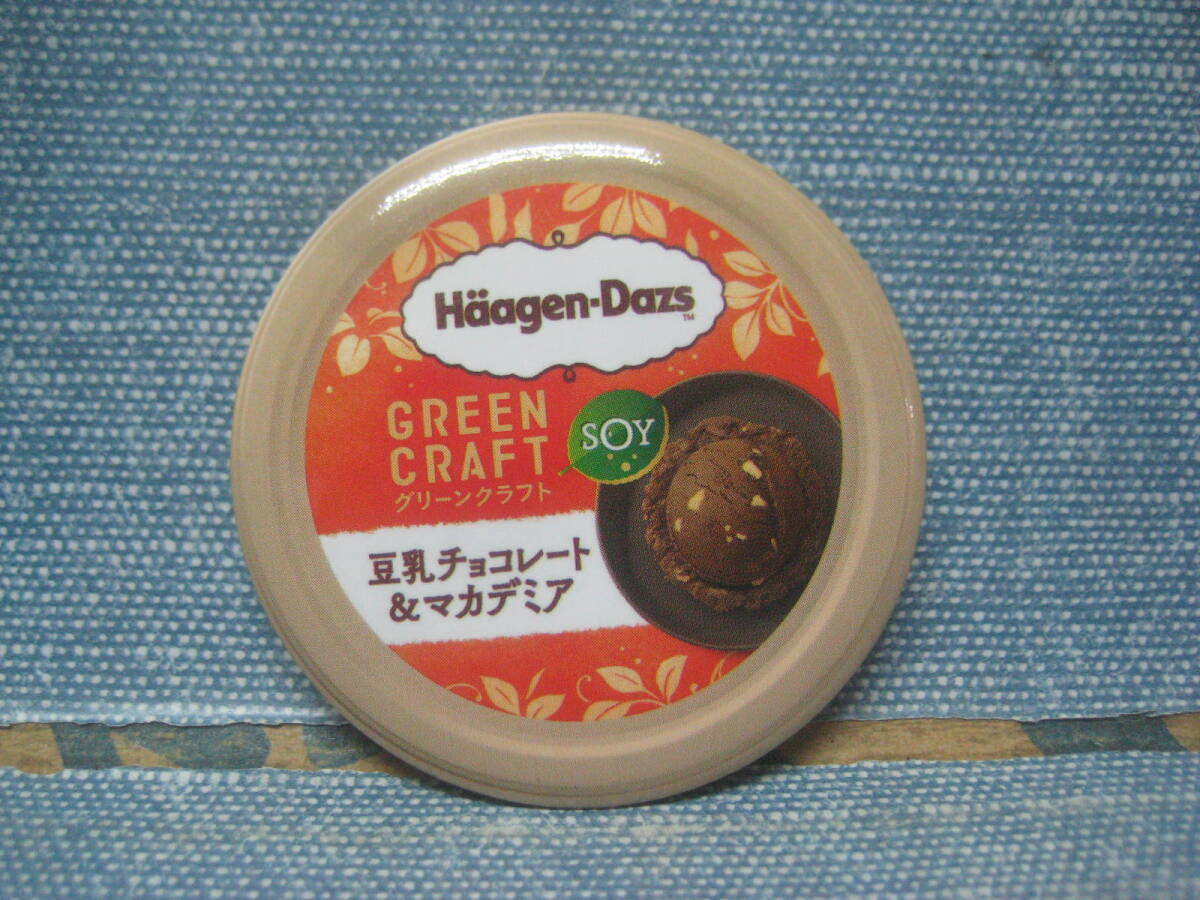 Häagen-Dazs™
GREEN
CRAFT
SOY
グリーンクラフト
豆乳チョコレート
&マカデミア